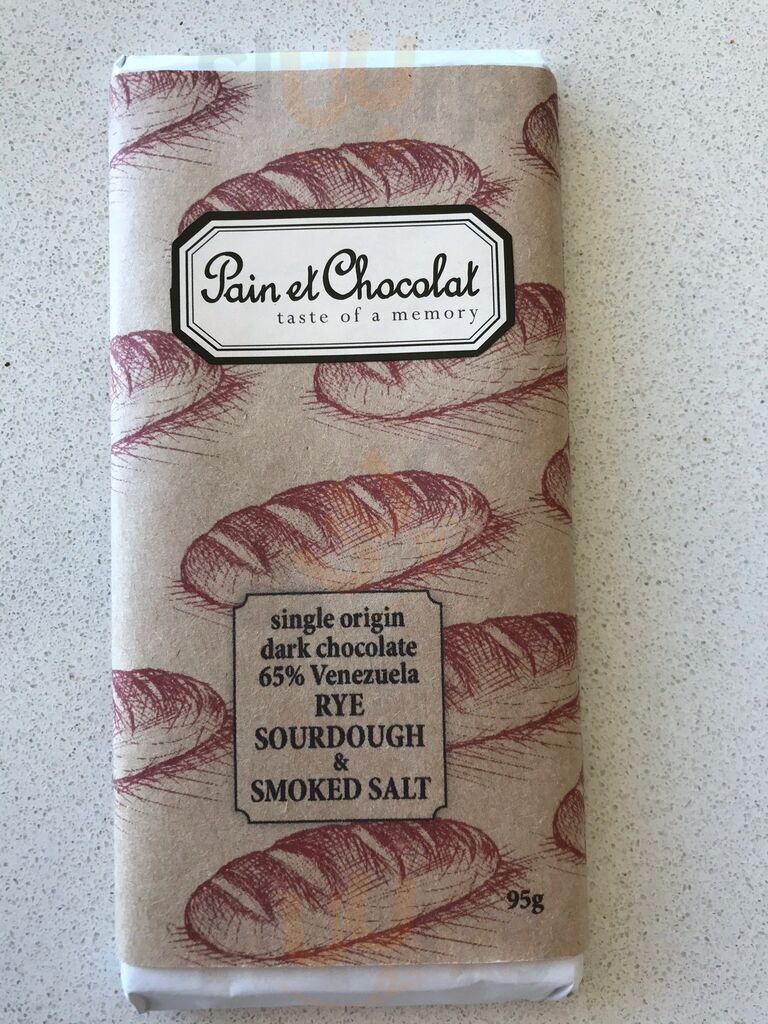 Pain et Chocolat
taste of a memory
single origin
dark chocolate
65% Venezuela
RYE
SOURDOUGH
&
SMOKED SALT
95g